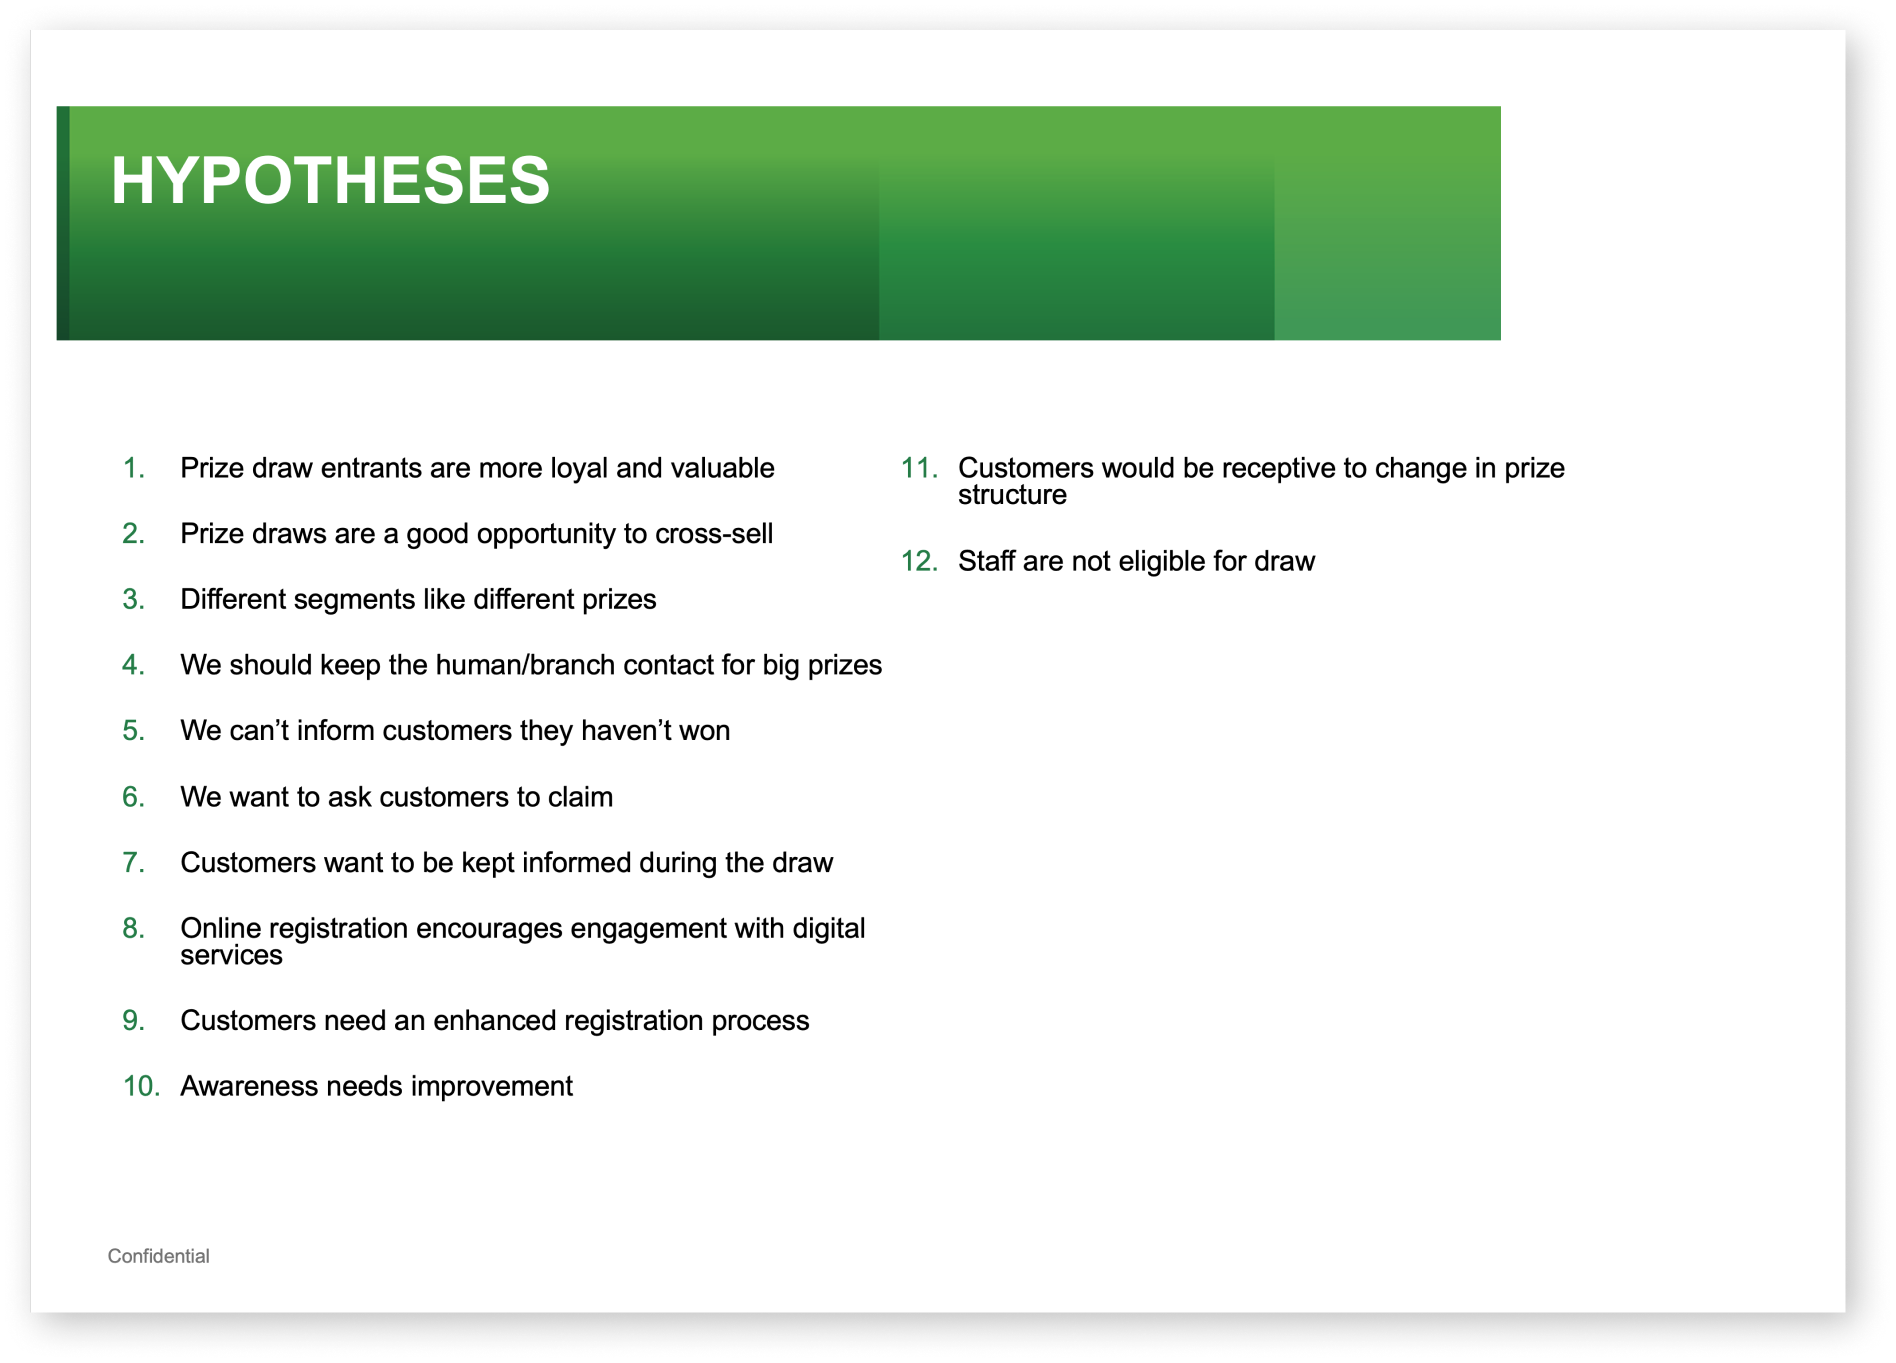 HYPOTHESES
1. Prize draw entrants are more loyal and valuable
2. Prize draws are a good opportunity to cross-sell
3. Different segments like different prizes
4. We should keep the human/branch contact for big prizes
5. We can’t inform customers they haven’t won
6. We want to ask customers to claim
7. Customers want to be kept informed during the draw
8. Online registration encourages engagement with digital
services
9. Customers need an enhanced registration process
10. Awareness needs improvement
11. Customers would be receptive to change in prize
structure
12. Staff are not eligible for draw
Confidential